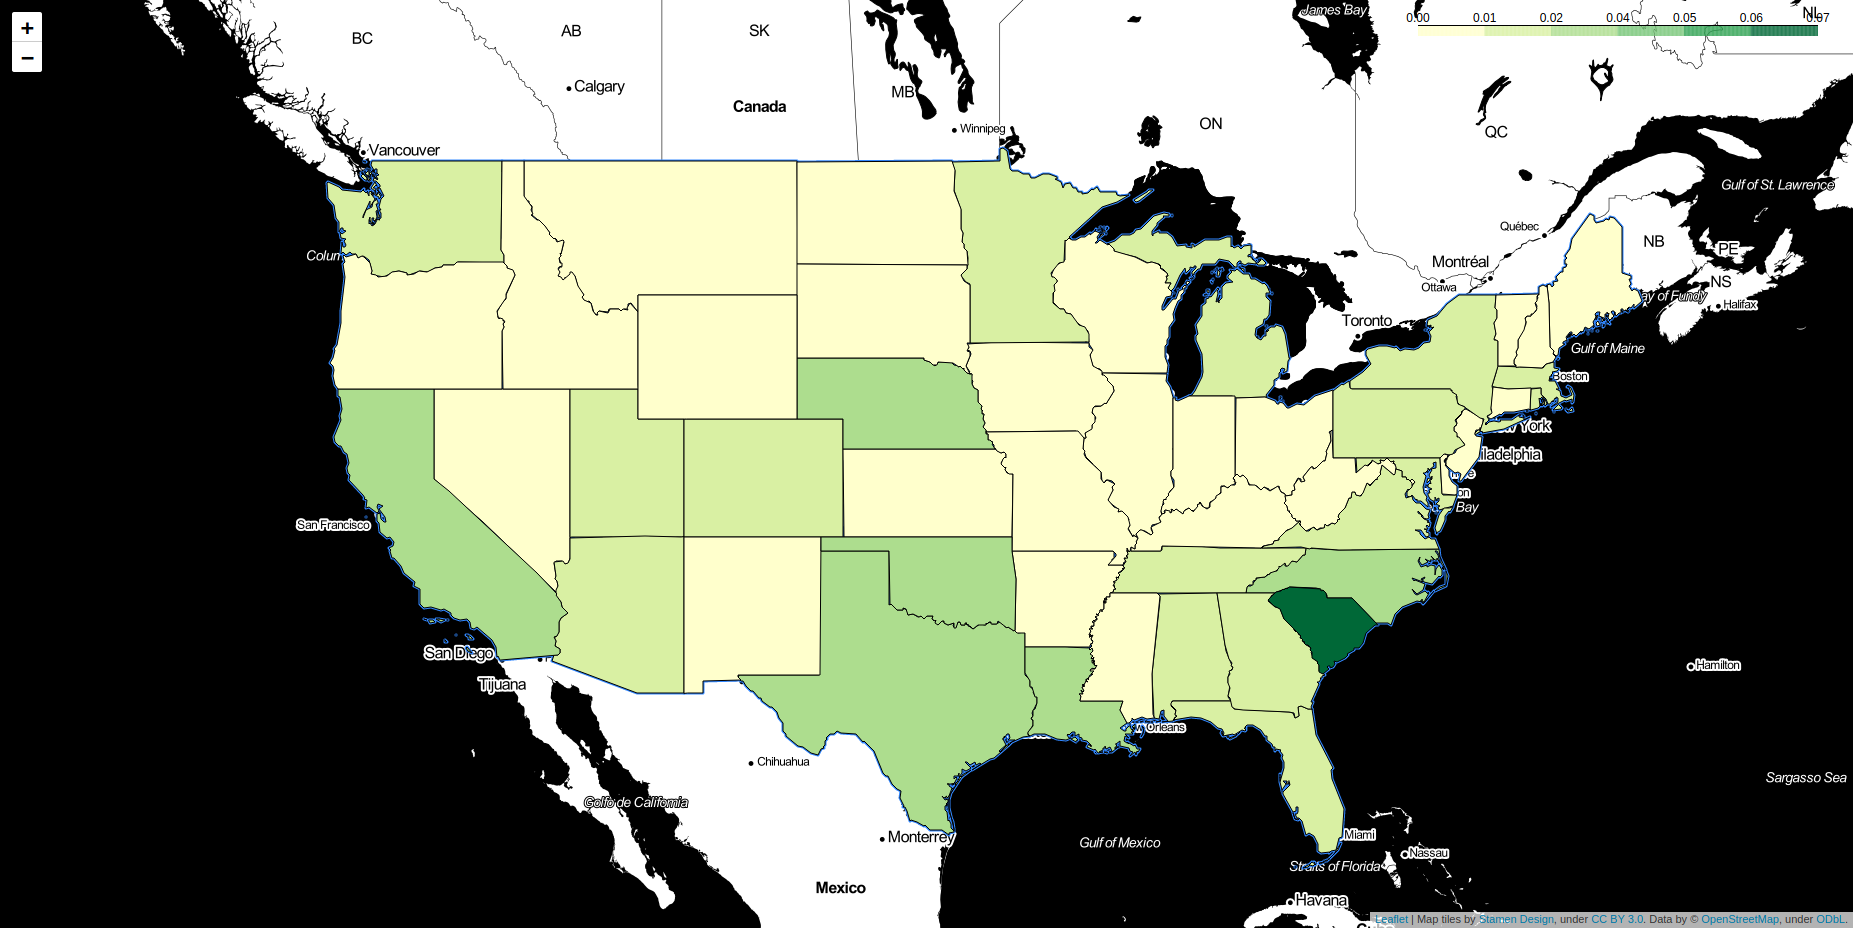 +
−
BC
AB
SK
MB
ON
QC
NB
PE
NS
NL
James Bay
0.00 0.01 0.02 0.04 0.05 0.06 0.07
Calgary
Canada
Winnipeg
Vancouver
Gulf of St. Lawrence
Québec
Montréal
Ottawa
Toronto
ay of Fundy
Halifax
Gulf of Maine
Boston
Colum
York
iladelphia
on
Bay
San Francisco
San Diego
Tijuana
Hamilton
w Orleans
Chihuahua
Golfo de California
Monterrey
Mexico
Gulf of Mexico
Miami
Nassau
Straits of Florida
Sargasso Sea
Havana
Leaflet | Map tiles by Stamen Design, under CC BY 3.0. Data by © OpenStreetMap, under ODbL.